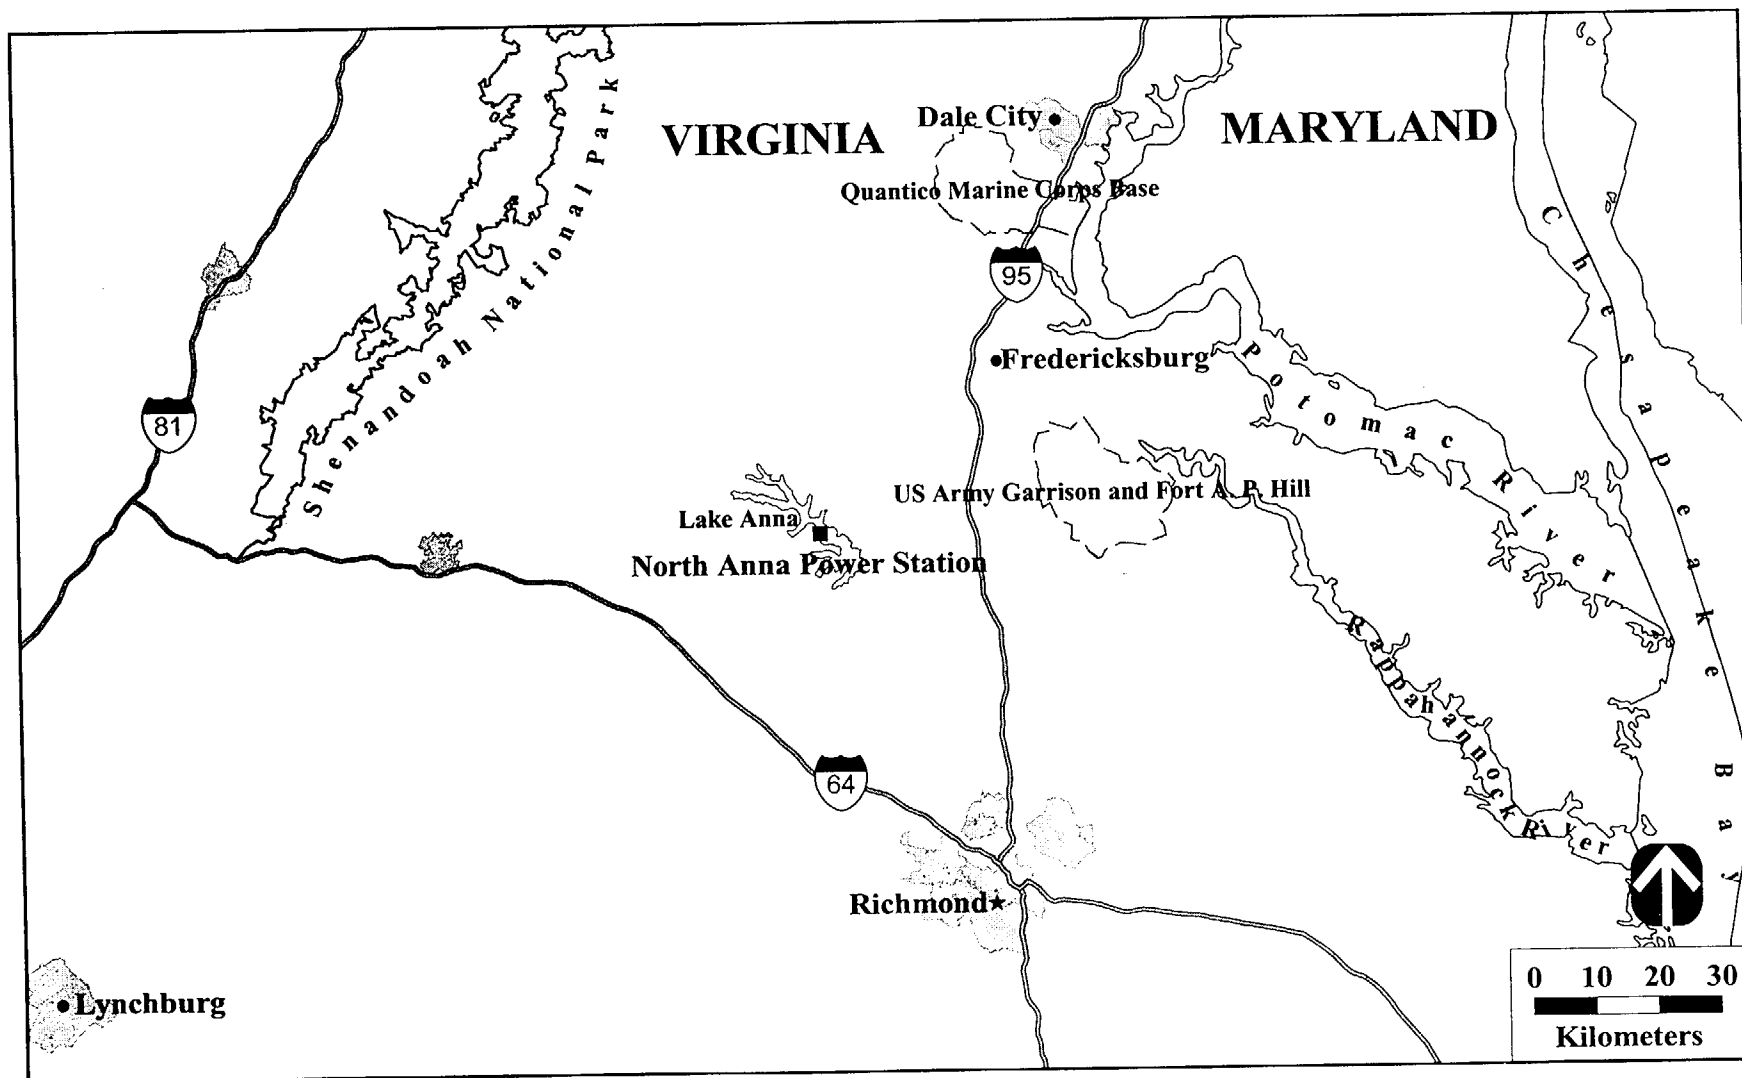 VIRGINIA
MARYLAND
Dale City
Quantico Marine Corps Base
Shenandoah National Park
Chesapeake Bay
95
Fredericksburg
Potomac River
81
US Army Garrison and Fort A. P. Hill
Lake Anna
North Anna Power Station
Rappahannock River
64
Richmond
Lynchburg
0 10 20 30
Kilometers